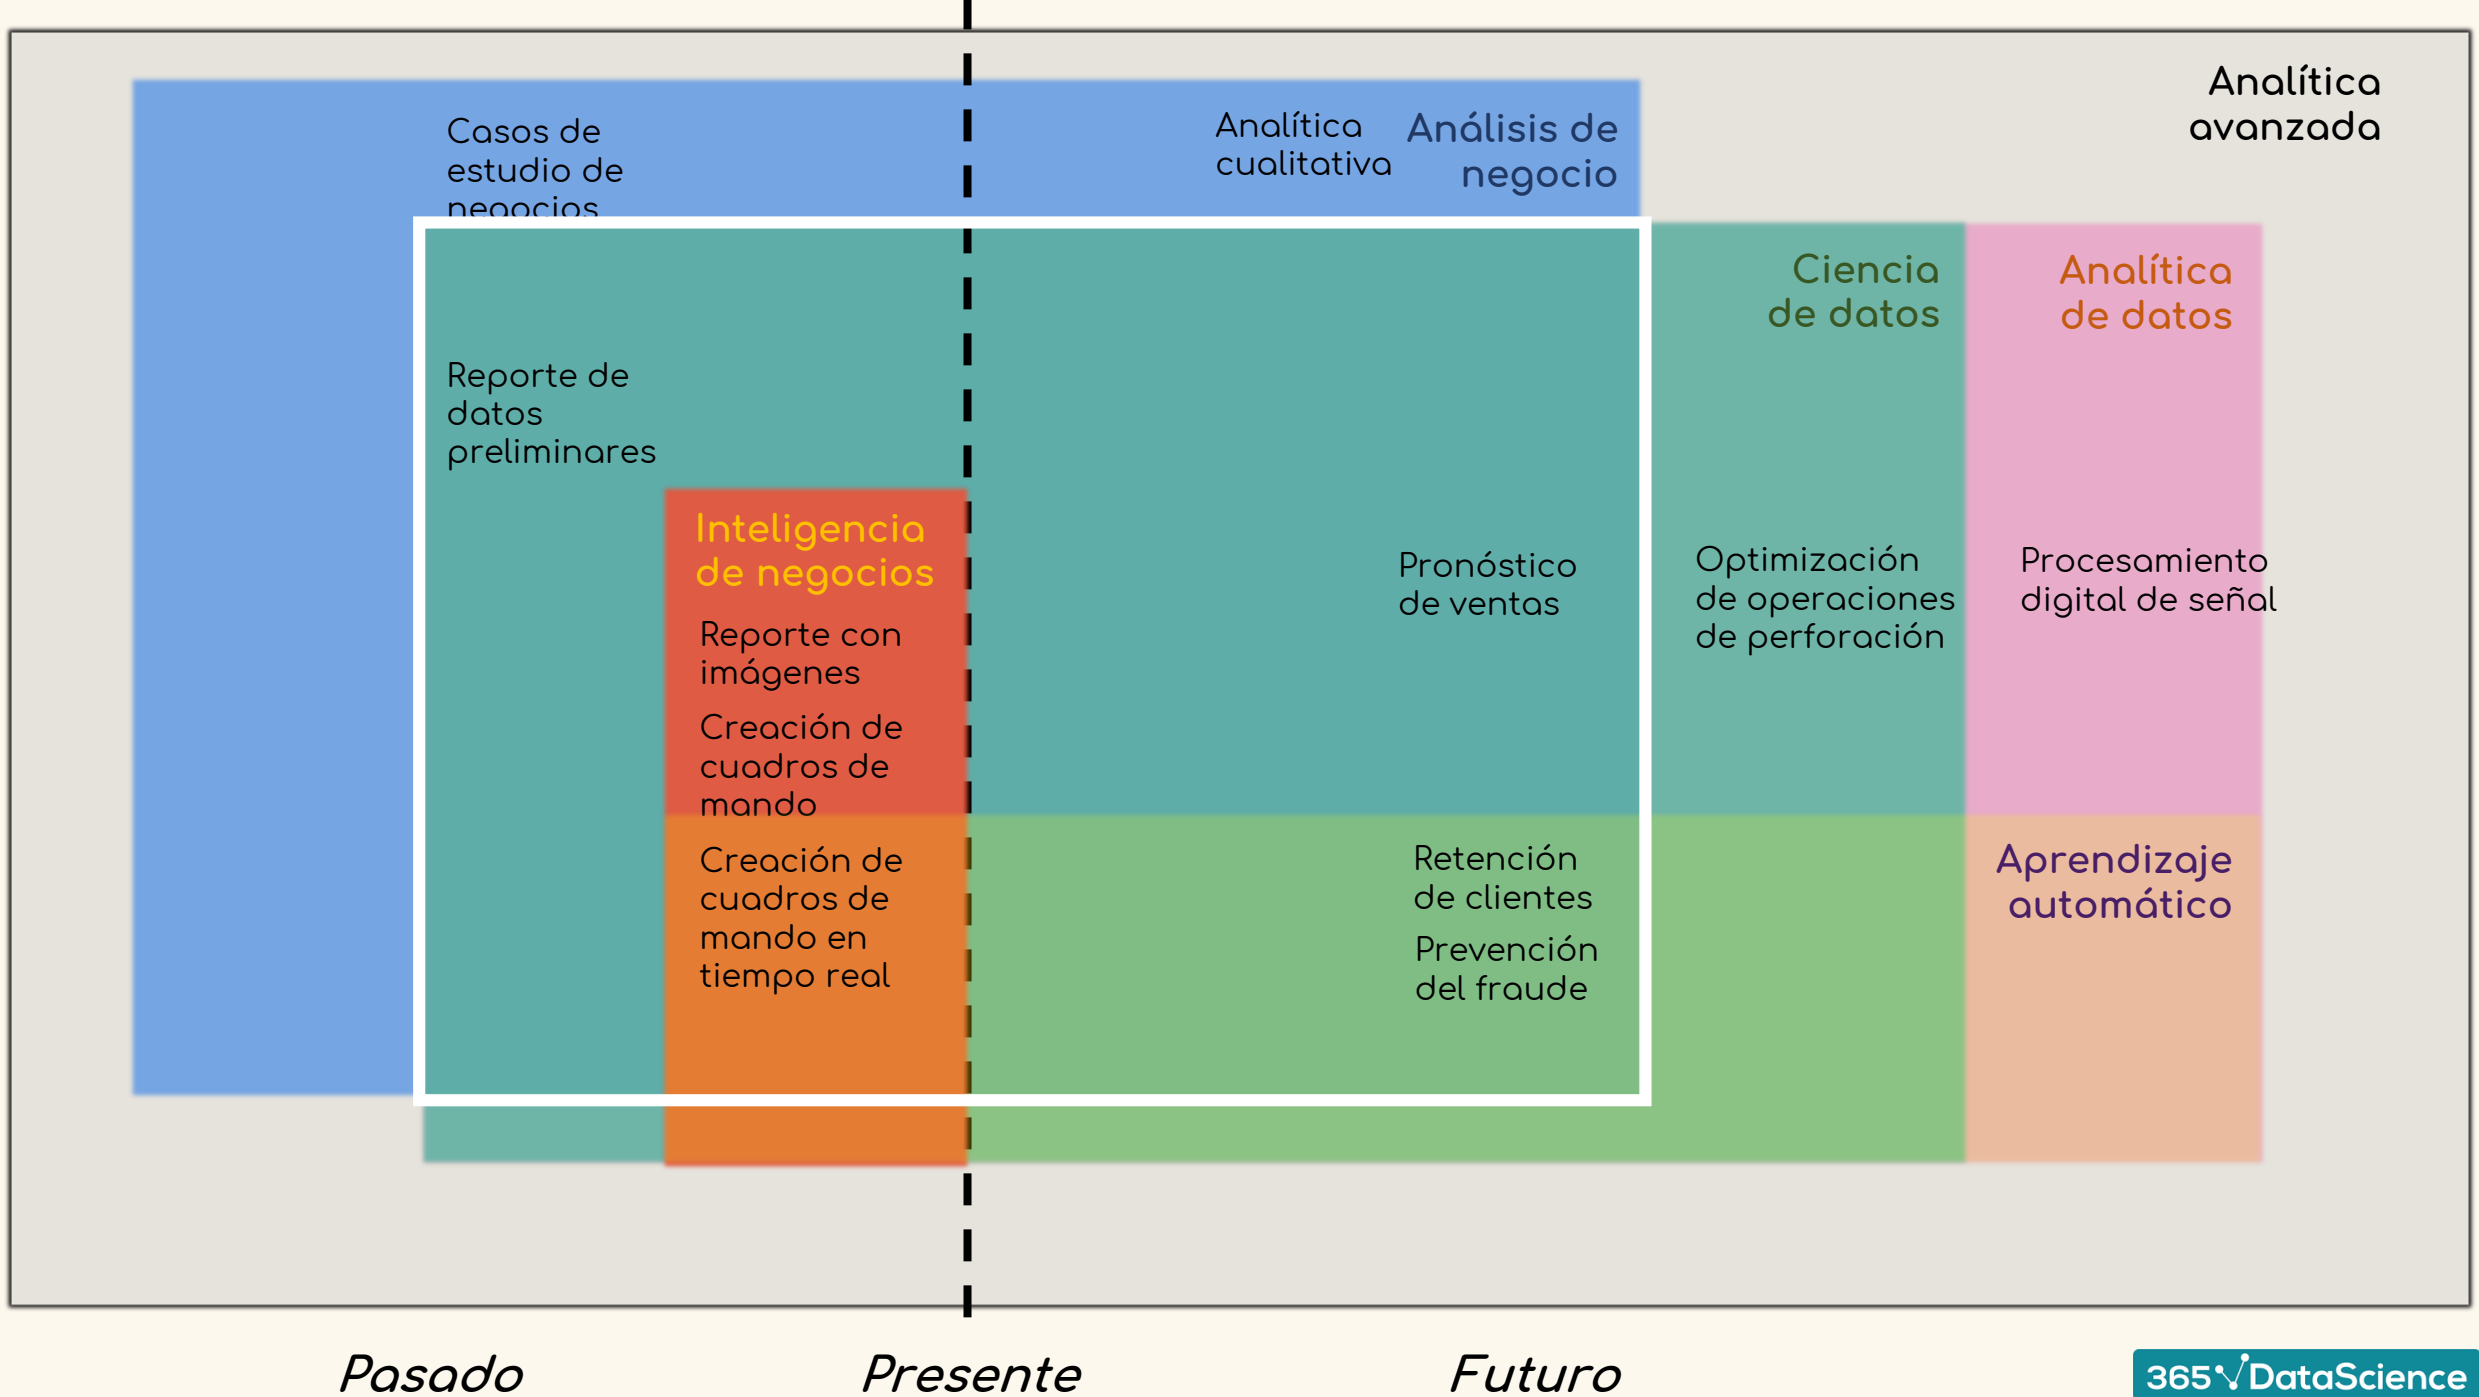 Analítica
avanzada
Casos de
estudio de
negocios
Analítica
cualitativa
Análisis de
negocio
Ciencia
de datos
Analítica
de datos
Reporte de
datos
preliminares
Inteligencia
de negocios
Reporte con
imágenes
Creación de
cuadros de
mando
Creación de
cuadros de
mando en
tiempo real
Pronóstico
de ventas
Optimización
de operaciones
de perforación
Procesamiento
digital de señal
Retención
de clientes
Prevención
del fraude
Aprendizaje
automático
Pasado
Presente
Futuro
365 DataScience